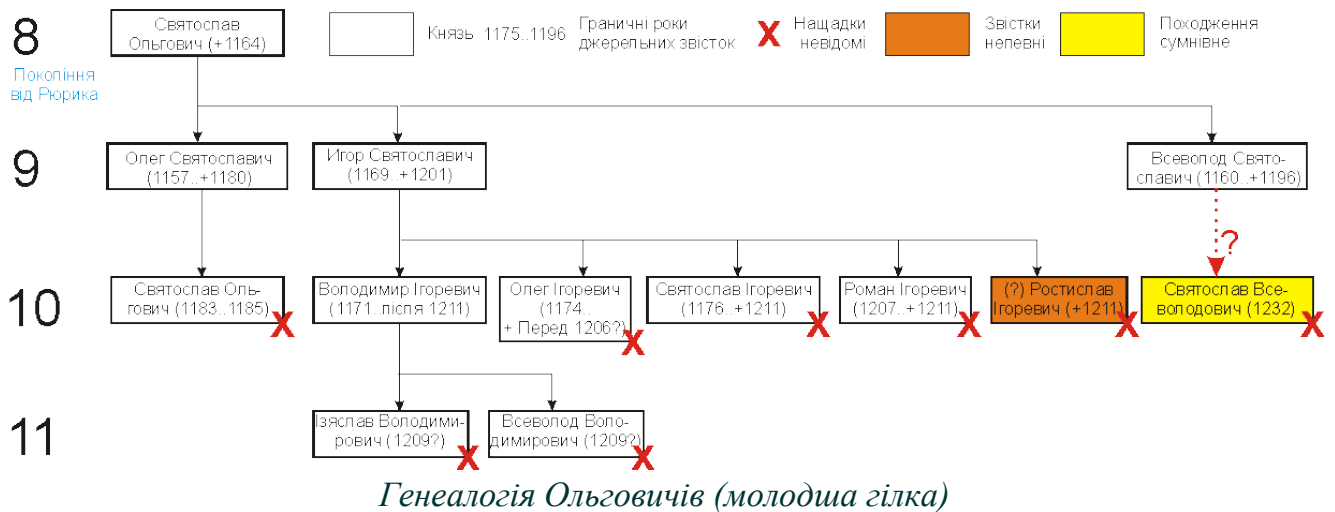 8
Святослав
Ольгович (+1164)
Князь 1175..1196
Граничні роки
джерельних звісток
X
Нащадки
невідомі
Звістки
непевні
Походження
сумнівне
Покоління
від Рюрика
9
Олег Святославич
(1157..+1180)
Игор Святославич
(1169..+1201)
Всеволод Свято-
славич (1160..+1196)
?
10
Святослав Оль-
гович (1183..1185)
X
Володимир Ігоревич
(1171..після 1211)
Олег Ігоревич
(1174..
+ Перед 1206?)
X
Святослав Ігоревич
(1176..+1211)
X
Роман Ігоревич
(1207..+1211)
X
(?) Ростислав
Ігоревич (+1211)
X
Святослав Все-
володович (1232)
X
11
Ізяслав Володими-
рович (1209?)
X
Всеволод Воло-
димирович (1209?)
X
Генеалогія Ольговичів (молодша гілка)